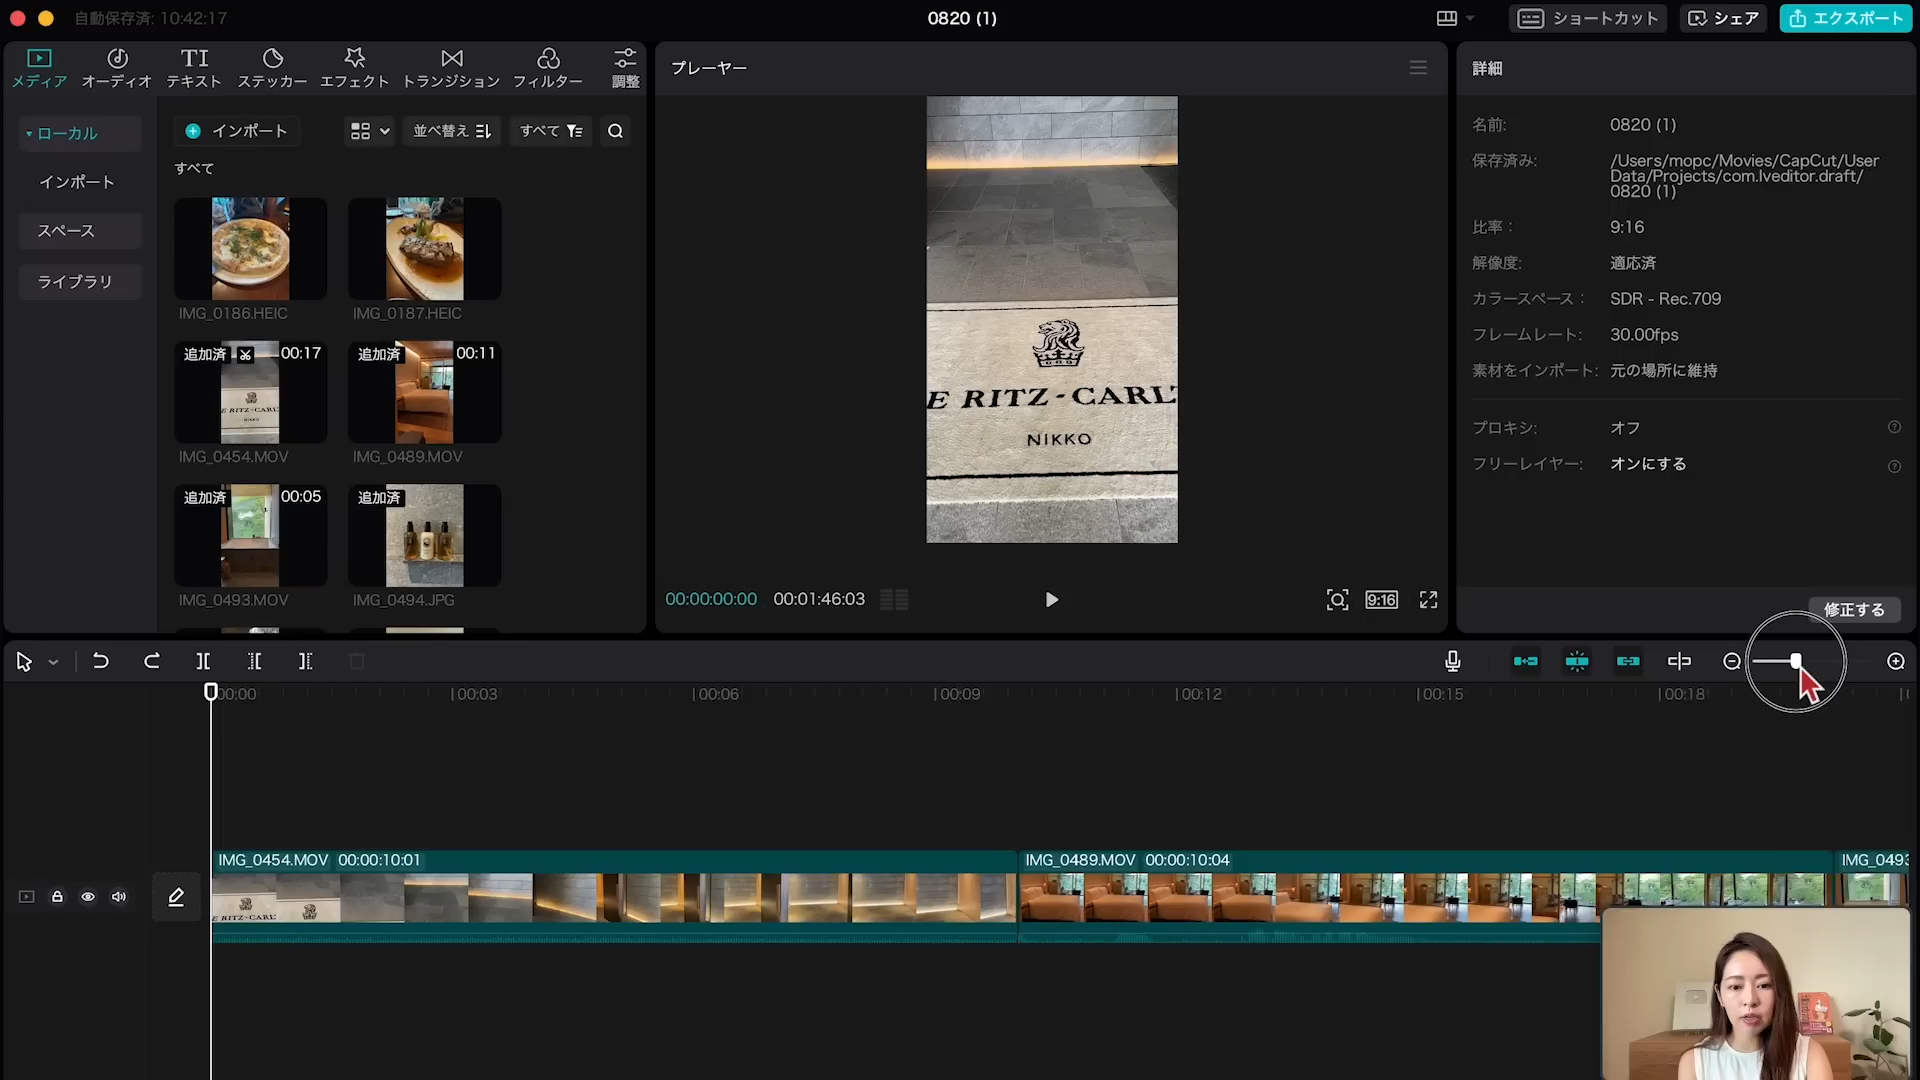 自動保存済: 10:42:17
0820 (1)
ショートカット
シェア
エクスポート
メディア
オーディオ
テキスト
ステッカー
エフェクト
トランジション
フィルター
調整
ローカル
インポート
スペース
ライブラリ
インポート
並べ替え
すべて
すべて
IMG_0186.HEIC
IMG_0187.HEIC
追加済
00:17
追加済
00:11
IMG_0454.MOV
IMG_0489.MOV
追加済
00:05
追加済
IMG_0493.MOV
IMG_0494.JPG
プレーヤー
E RITZ-CARL
NIKKO
00:00:00:00
00:01:46:03
9:16
詳細
名前:
0820 (1)
保存済み:
/Users/mopc/Movies/CapCut/User
Data/Projects/com.lveditor.draft/
0820 (1)
比率：
9:16
解像度:
適応済
カラースペース：
SDR - Rec.709
フレームレート:
30.00fps
素材をインポート:
元の場所に維持
プロキシ:
オフ
フリーレイヤー:
オンにする
修正する
00:00
00:03
00:06
00:09
00:12
00:15
00:18
IMG_0454.MOV 00:00:10:01
IMG_0489.MOV 00:00:10:04
IMG_0493
E RITZ-CARL